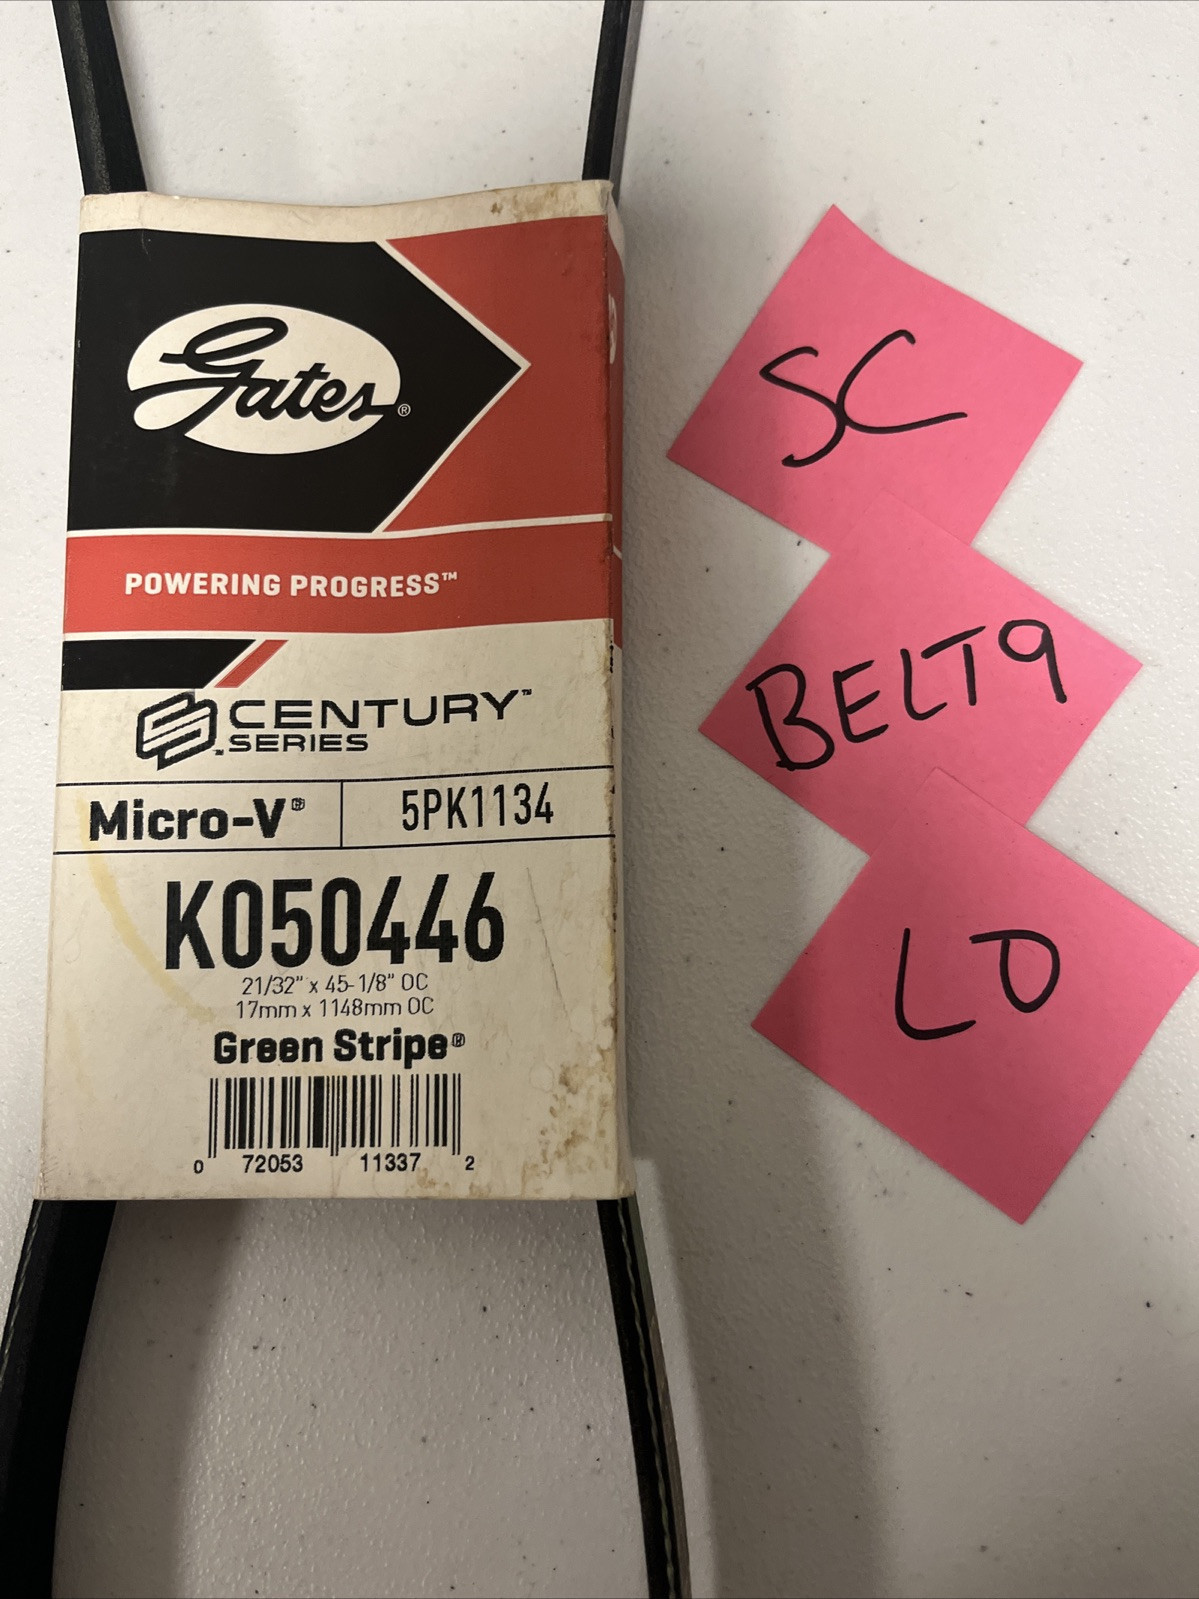 Gates®
POWERING PROGRESS™
CENTURY™
SERIES
Micro-V® 5PK1134
K050446
21/32" x 45-1/8" OC
17mm x 1148mm OC
Green Stripe®
0 72053 11337 2
SC
BELT9
LO